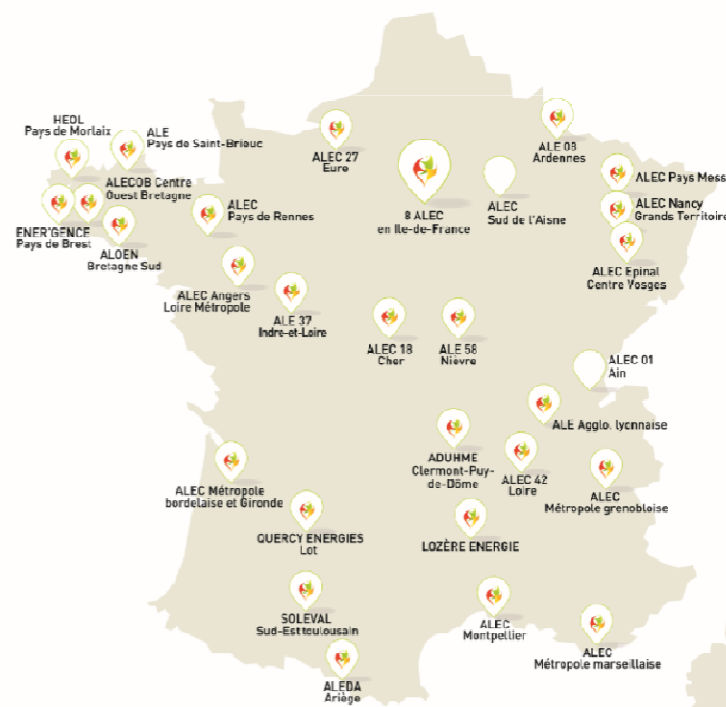 HEOL
Pays de Morlaix
ALE
Pays de Saint-Brieuc
ALECOB Centre
Ouest Bretagne
ENER'GENCE
Pays de Brest
ALOEN
Bretagne Sud
ALEC
Pays de Rennes
ALEC 27
Eure
8 ALEC
en Ile-de-France
ALEC
Sud de l'Aisne
ALE 08
Ardennes
ALEC Pays Mess
ALEC Nancy
Grands Territoire
ALEC Epinal
Centre Vosges
ALEC Angers
Loire Métropole
ALE 37
Indre-et-Loire
ALEC 18
Cher
ALE 58
Nièvre
ALEC 01
Ain
ALE Agglo. lyonnaise
ADUHME
Clermont-Puy-
de-Dôme
ALEC 42
Loire
ALEC
Métropole grenobloise
ALEC Métropole
bordelaise et Gironde
QUERCY ENERGIES
Lot
LOZÈRE ENERGIE
SOLEVAL
Sud-Esttoulousain
ALEC
Montpellier
ALEC
Métropole marseillaise
ALEDA
Ariège